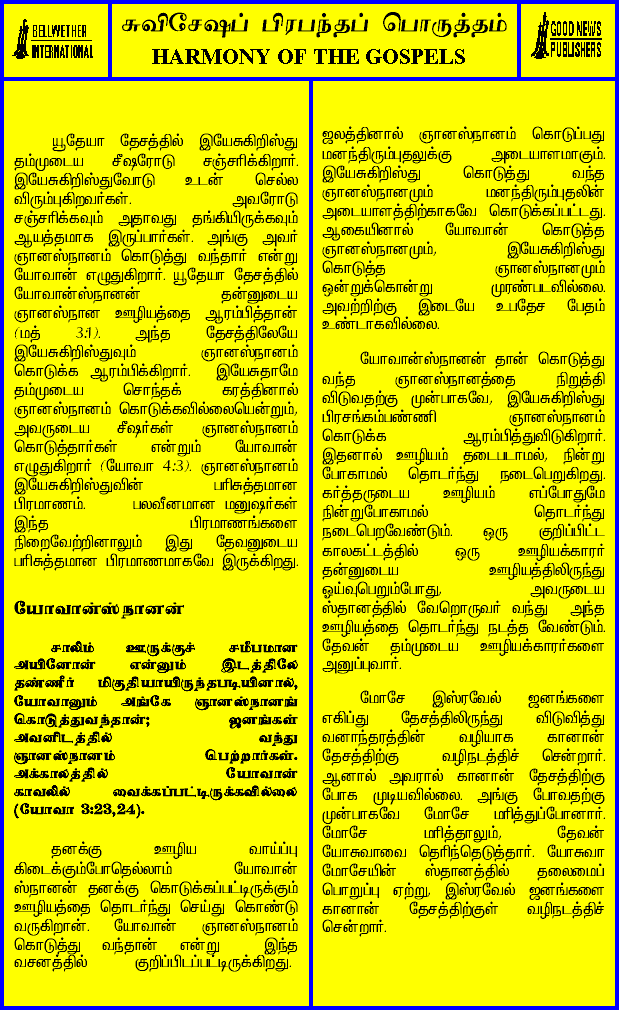 BELLWETHER
INTERNATIONAL
சுவிசேஷப் பிரபந்தப் பொருத்தம்
HARMONY OF THE GOSPELS
GOOD NEWS
PUBLISHERS
யூதேயா தேசத்தில் இயேசுகிறிஸ்து
தம்முடைய சீஷரோடு சஞ்சரிக்கிறார்.
இயேசுகிறிஸ்துவோடு உடன் செல்ல
விரும்புகிறவர்கள். அவரோடு
சஞ்சரிக்கவும் அதாவது தங்கியிருக்கவும்
ஆயத்தமாக இருப்பார்கள். அங்கு அவர்
ஞானஸ்நானம் கொடுத்து வந்தார் என்று
யோவான் எழுதுகிறார். யூதேயா தேசத்தில்
யோவான்ஸ்நானன் தன்னுடைய
ஞானஸ்நான ஊழியத்தை ஆரம்பித்தான்
(மத் 3:1). அந்த தேசத்திலேயே
இயேசுகிறிஸ்துவும் ஞானஸ்நானம்
கொடுக்க ஆரம்பிக்கிறார். இயேசுதாமே
தம்முடைய சொந்தக் கரத்தினால்
ஞானஸ்நானம் கொடுக்கவில்லையென்றும்,
அவருடைய சீஷர்கள் ஞானஸ்நானம்
கொடுத்தார்கள் என்றும் யோவான்
எழுதுகிறார் (யோவா 4:3). ஞானஸ்நானம்
இயேசுகிறிஸ்துவின் பரிசுத்தமான
பிரமாணம். பலவீனமான மனுஷர்கள்
இந்த பிரமாணங்களை
நிறைவேற்றினாலும் இது தேவனுடைய
பரிசுத்தமான பிரமாணமாகவே இருக்கிறது.
யோவான்ஸ்நானன்
சாலிம் ஊருக்குச் சமீபமான
அயினோன் என்னும் இடத்திலே
தண்ணீர் மிகுதியாயிருந்தபடியினால்,
யோவானும் அங்கே ஞானஸ்நானங்
கொடுத்துவந்தான்; ஜனங்கள்
அவனிடத்தில் வந்து
ஞானஸ்நானம் பெற்றார்கள்.
அக்காலத்தில் யோவான்
காவலில் வைக்கப்பட்டிருக்கவில்லை
(யோவா 3:23,24).
தனக்கு ஊழிய வாய்ப்பு
கிடைக்கும்போதெல்லாம் யோவான்
ஸ்நானன் தனக்கு கொடுக்கப்பட்டிருக்கும்
ஊழியத்தை தொடர்ந்து செய்து கொண்டு
வருகிறான். யோவான் ஞானஸ்நானம்
கொடுத்து வந்தான் என்று இந்த
வசனத்தில் குறிப்பிடப்பட்டிருக்கிறது.
ஜலத்தினால் ஞானஸ்நானம் கொடுப்பது
மனந்திரும்புதலுக்கு அடையாளமாகும்.
இயேசுகிறிஸ்து கொடுத்து வந்த
ஞானஸ்நானமும் மனந்திரும்புதலின்
அடையாளத்திற்காகவே கொடுக்கப்பட்டது.
ஆகையினால் யோவான் கொடுத்த
ஞானஸ்நானமும், இயேசுகிறிஸ்து
கொடுத்த ஞானஸ்நானமும்
ஒன்றுக்கொன்று முரண்படவில்லை.
அவற்றிற்கு இடையே உபதேச பேதம்
உண்டாகவில்லை.
யோவான்ஸ்நானன் தான் கொடுத்து
வந்த ஞானஸ்நானத்தை நிறுத்தி
விடுவதற்கு முன்பாகவே, இயேசுகிறிஸ்து
பிரசங்கம்பண்ணி ஞானஸ்நானம்
கொடுக்க ஆரம்பித்துவிடுகிறார்.
இதனால் ஊழியம் தடைபடாமல், நின்று
போகாமல் தொடர்ந்து நடைபெறுகிறது.
கர்த்தருடைய ஊழியம் எப்போதுமே
நின்றுபோகாமல் தொடர்ந்து
நடைபெறவேண்டும். ஒரு குறிப்பிட்ட
காலகட்டத்தில் ஒரு ஊழியக்காரர்
தன்னுடைய ஊழியத்திலிருந்து
ஓய்வுபெறும்போது, அவருடைய
ஸ்தானத்தில் வேறொருவர் வந்து அந்த
ஊழியத்தை தொடர்ந்து நடத்த வேண்டும்.
தேவன் தம்முடைய ஊழியக்காரர்களை
அனுப்புவார்.
மோசே இஸ்ரவேல் ஜனங்களை
எகிப்து தேசத்திலிருந்து விடுவித்து
வனாந்தரத்தின் வழியாக கானான்
தேசத்திற்கு வழிநடத்திச் சென்றார்.
ஆனால் அவரால் கானான் தேசத்திற்கு
போக முடியவில்லை. அங்கு போவதற்கு
முன்பாகவே மோசே மரித்துப்போனார்.
மோசே மரித்தாலும், தேவன்
யோசுவாவை தெரிந்தெடுத்தார். யோசுவா
மோசேயின் ஸ்தானத்தில் தலைமைப்
பொறுப்பு ஏற்று, இஸ்ரவேல் ஜனங்களை
கானான் தேசத்திற்குள் வழிநடத்திச்
சென்றார்.